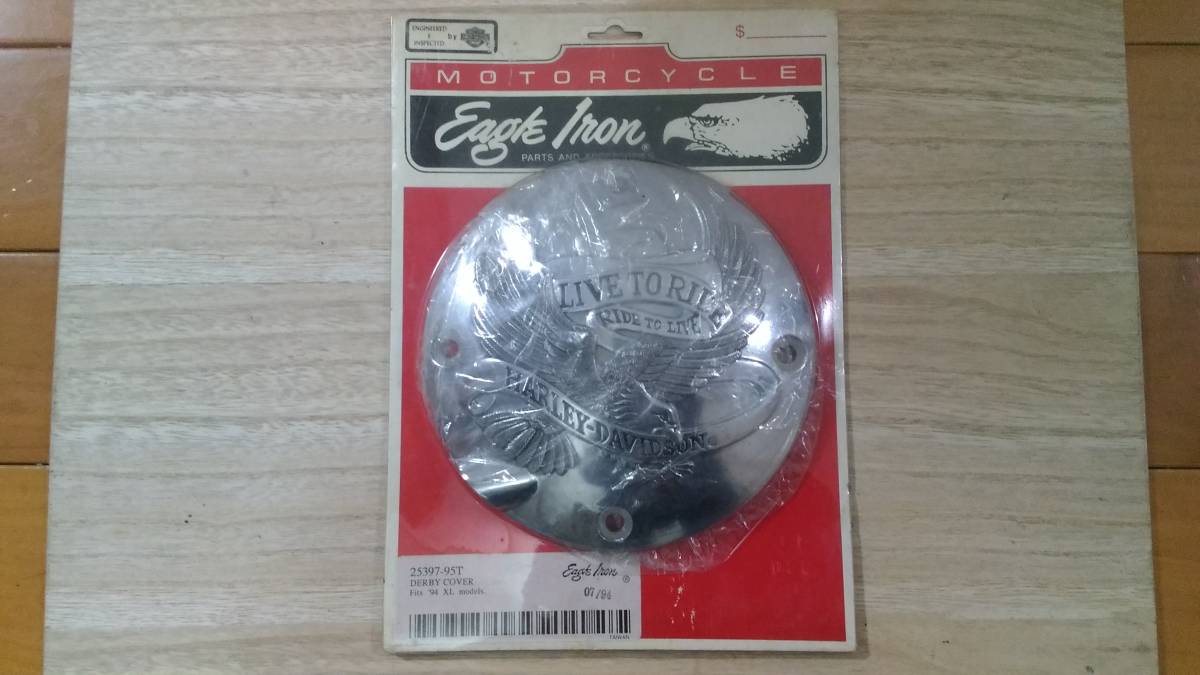 ENGINEERED
& by
INSPECTED
$
MOTORCYCLE
Eagle Iron®
PARTS AND
LIVE TO RIDE
RIDE TO LIVE
HARLEY-DAVIDSON
25397-95T
DERBY COVER
Fits '94 XL models.
Eagle Iron®
07/94
TAIWAN